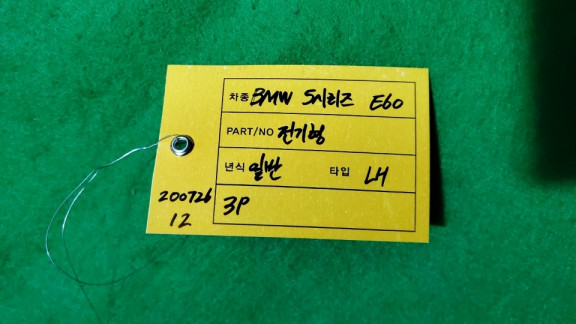 차종 BMW 5시리즈 E60
PART/NO 전기형
년식 일반 타입 LH
3P
200726
12